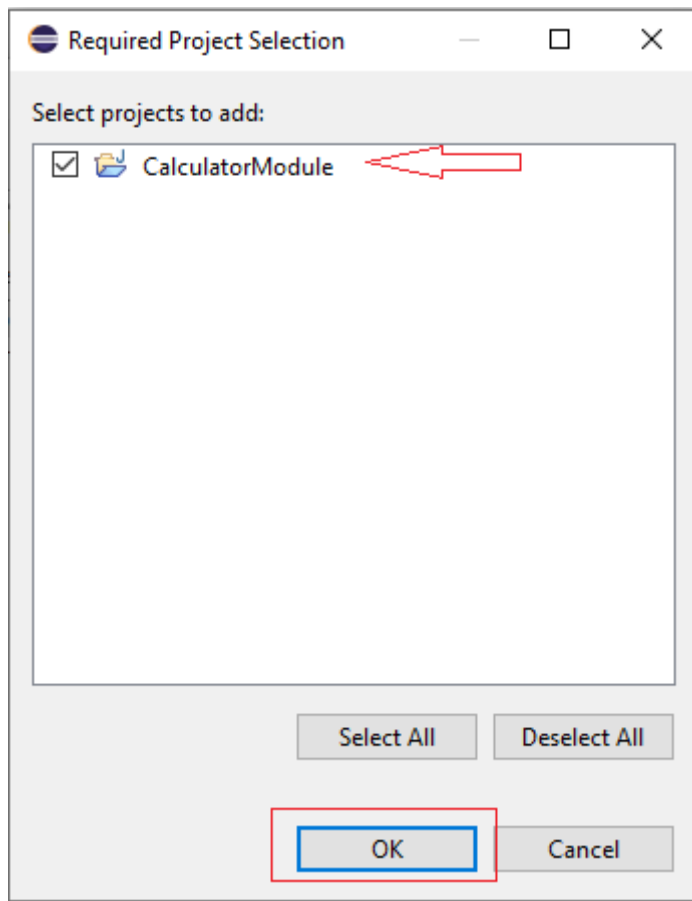 Required Project Selection
Select projects to add:
CalculatorModule
Select All
Deselect All
OK
Cancel